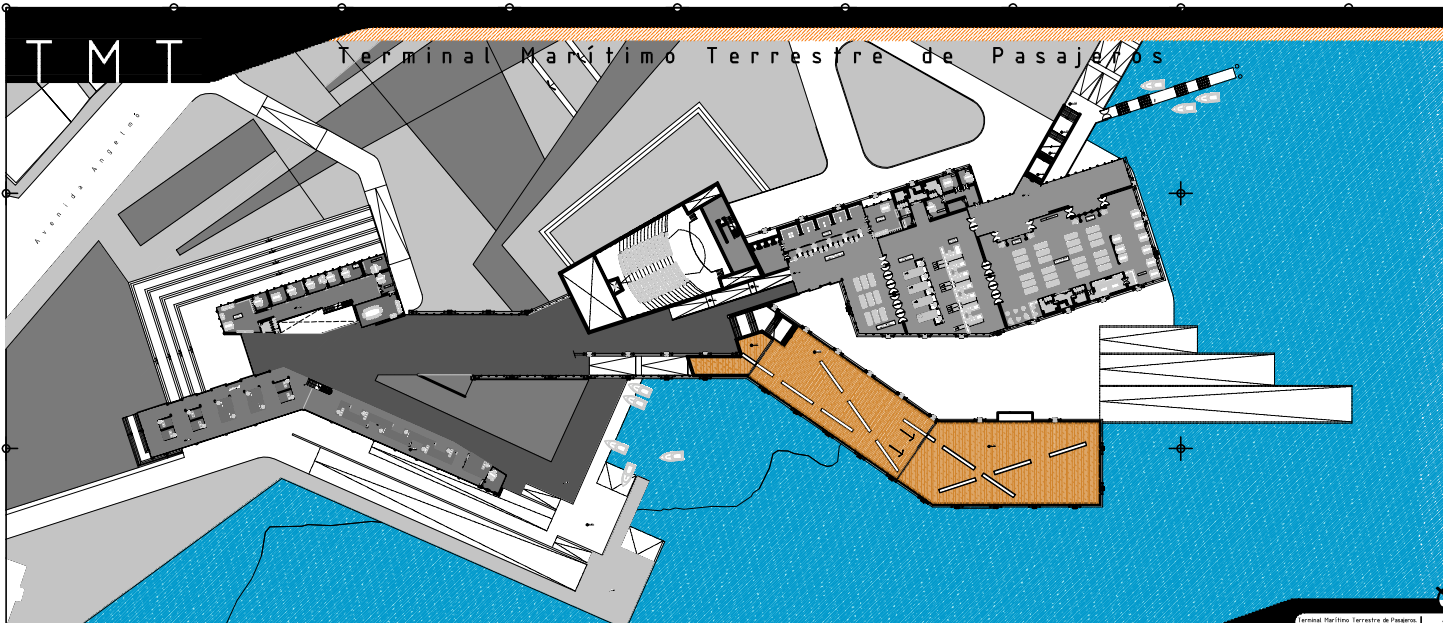 TMT
Terminal Marítimo Terrestre de Pasajeros
Avenida Angelmó
Terminal Marítimo Terrestre de Pasajeros.